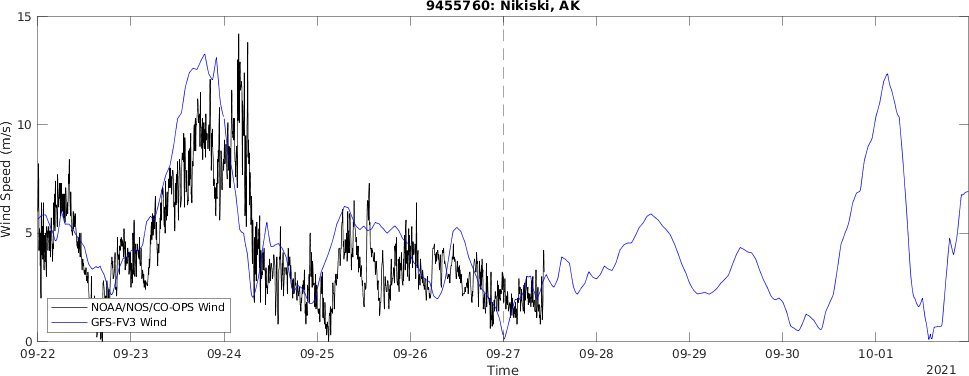 9455760: Nikiski, AK
Wind Speed (m/s)
15
10
5
0
NOAA/NOS/CO-OPS Wind
GFS-FV3 Wind
09-22 09-23 09-24 09-25 09-26 09-27 09-28 09-29 09-30 10-01
Time
2021